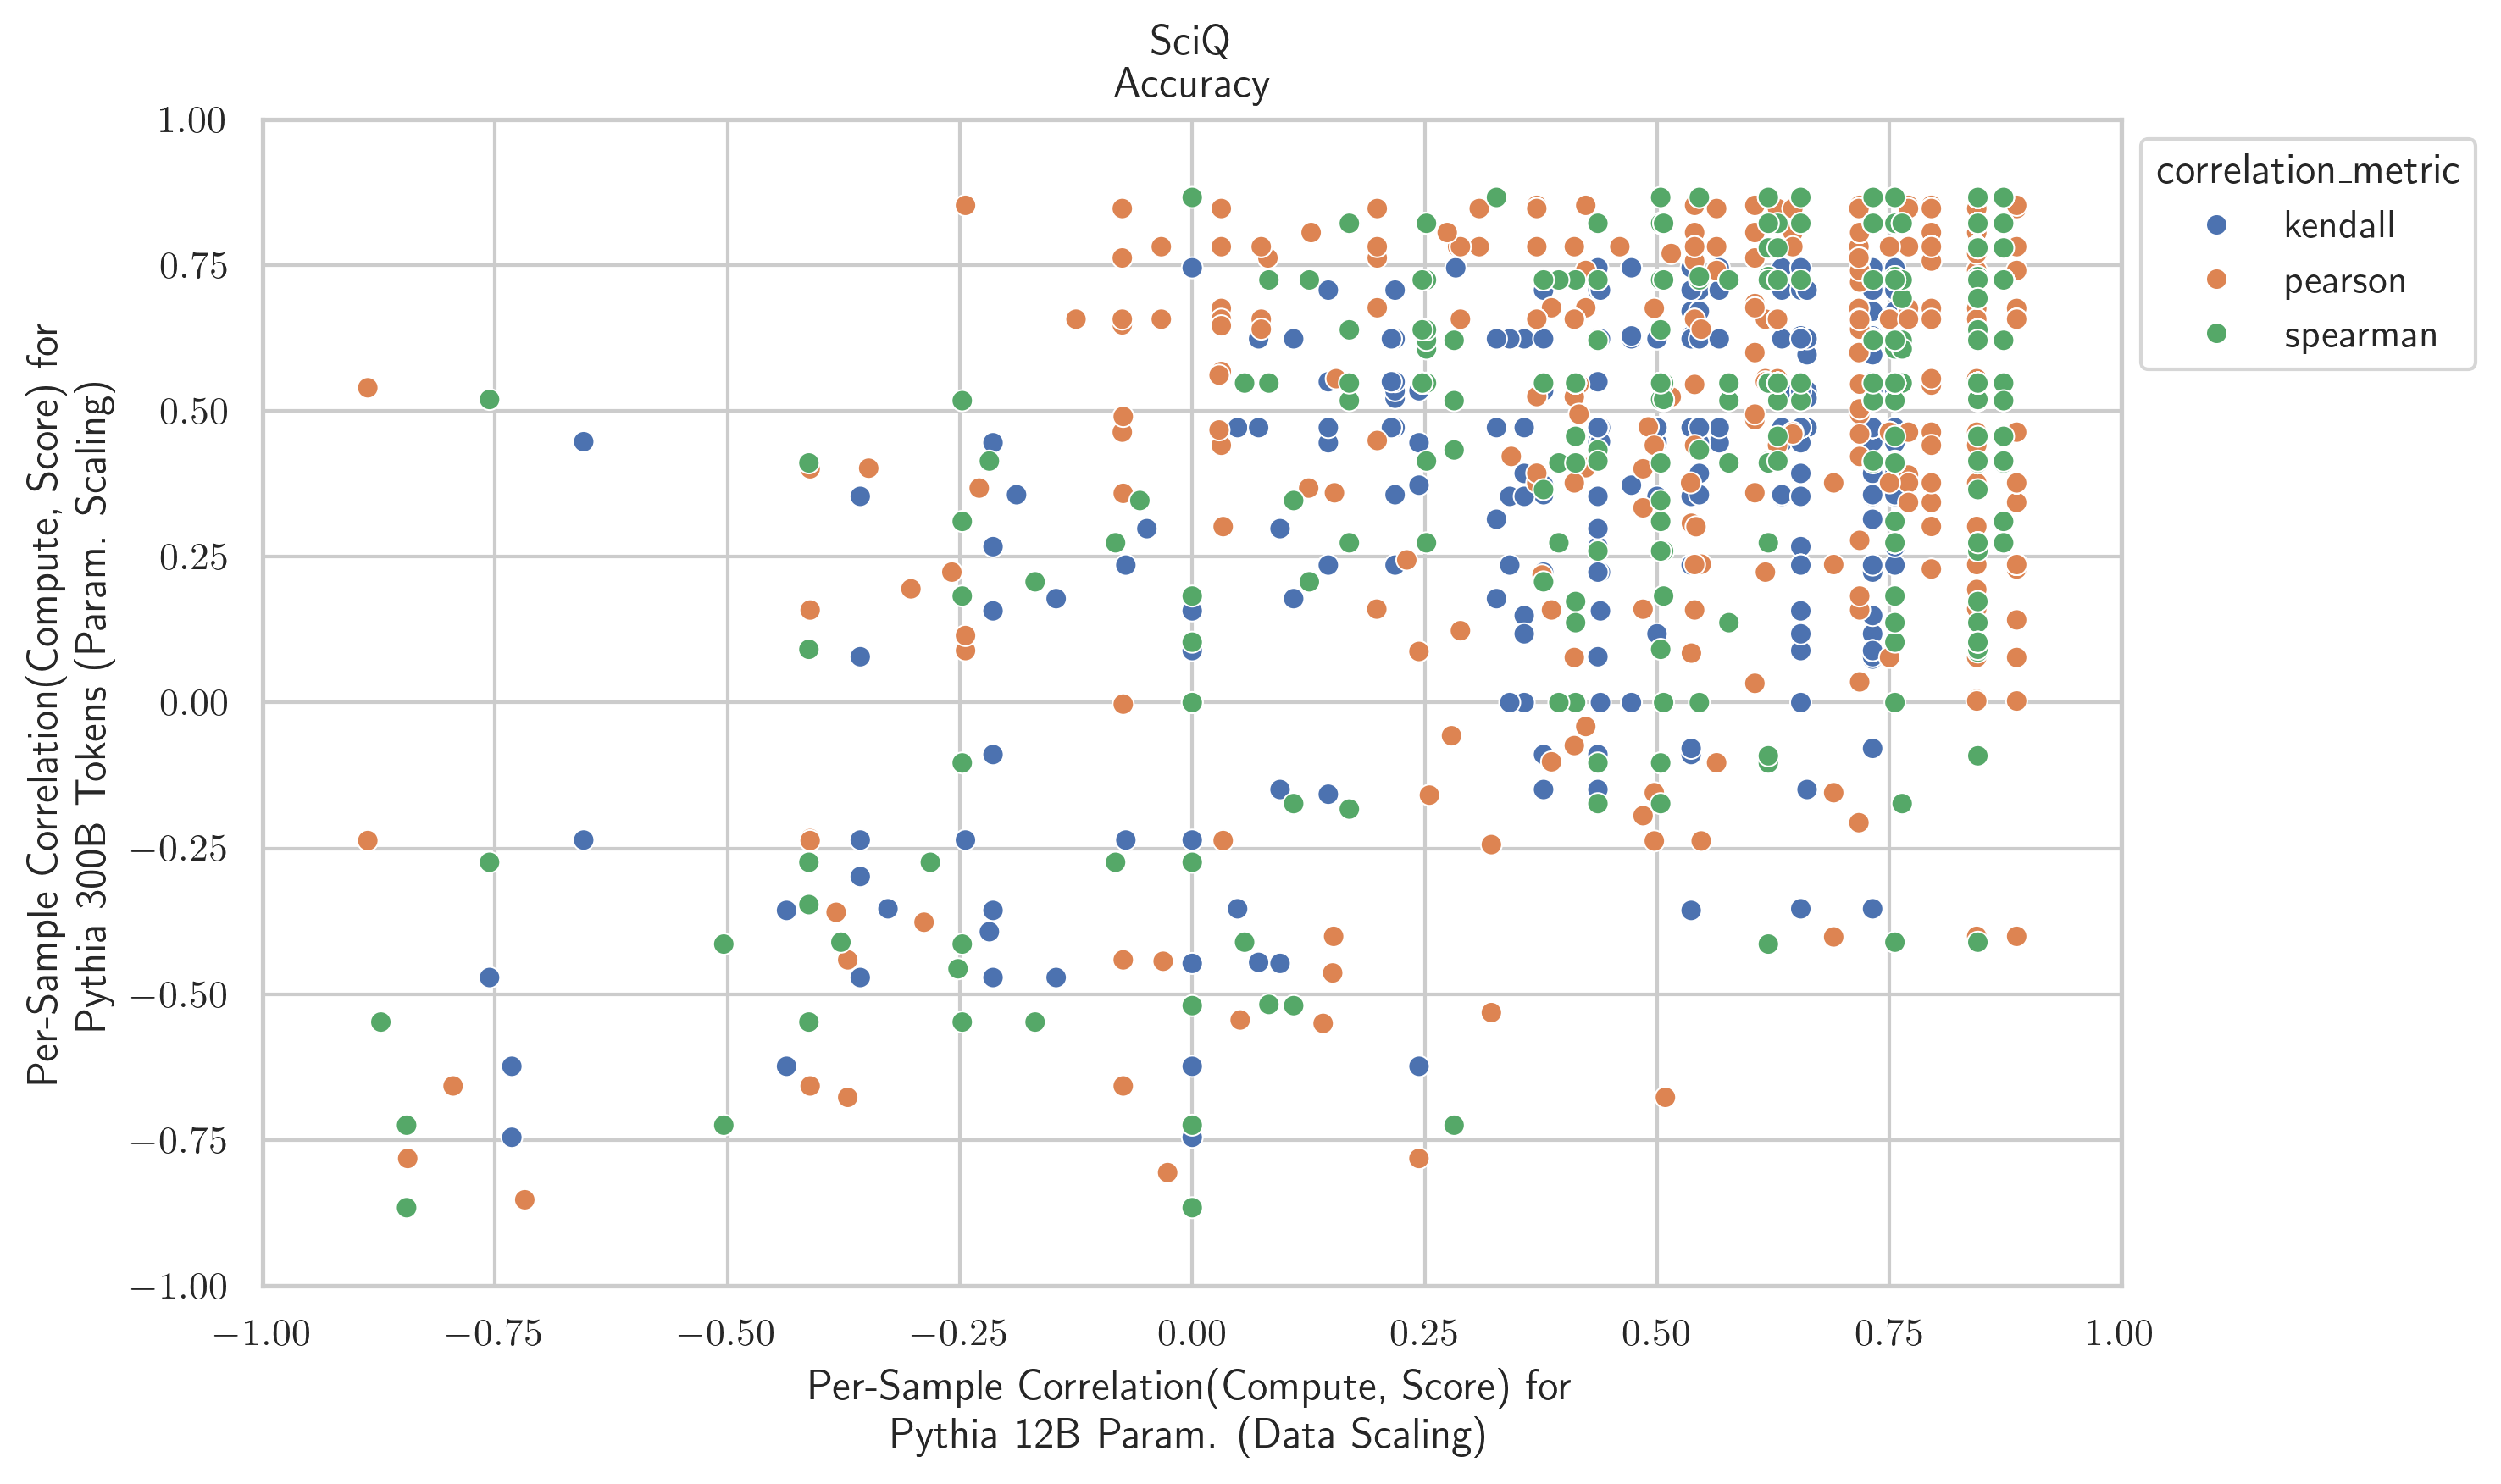 SciQ
Accuracy
Per-Sample Correlation(Compute, Score) for
Pythia 300B Tokens (Param. Scaling)
1.00
0.75
0.50
0.25
0.00
−0.25
−0.50
−0.75
−1.00
−1.00
−0.75
−0.50
−0.25
0.00
0.25
0.50
0.75
1.00
Per-Sample Correlation(Compute, Score) for
Pythia 12B Param. (Data Scaling)
correlation_metric
kendall
pearson
spearman